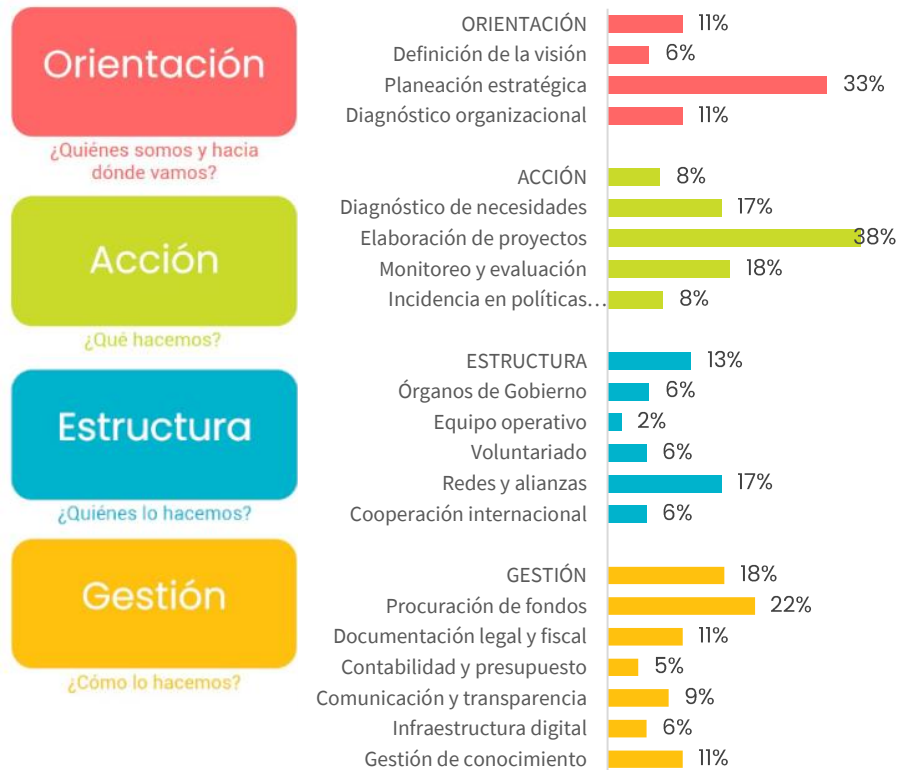 Orientación
¿Quiénes somos y hacia
dónde vamos?
Acción
¿Qué hacemos?
Estructura
¿Quiénes lo hacemos?
Gestión
¿Cómo lo hacemos?
ORIENTACIÓN 11%
Definición de la visión 6%
Planeación estratégica 33%
Diagnóstico organizacional 11%
ACCIÓN 8%
Diagnóstico de necesidades 17%
Elaboración de proyectos 38%
Monitoreo y evaluación 18%
Incidencia en políticas… 8%
ESTRUCTURA 13%
Órganos de Gobierno 6%
Equipo operativo 2%
Voluntariado 6%
Redes y alianzas 17%
Cooperación internacional 6%
GESTIÓN 18%
Procuración de fondos 22%
Documentación legal y fiscal 11%
Contabilidad y presupuesto 5%
Comunicación y transparencia 9%
Infraestructura digital 6%
Gestión de conocimiento 11%